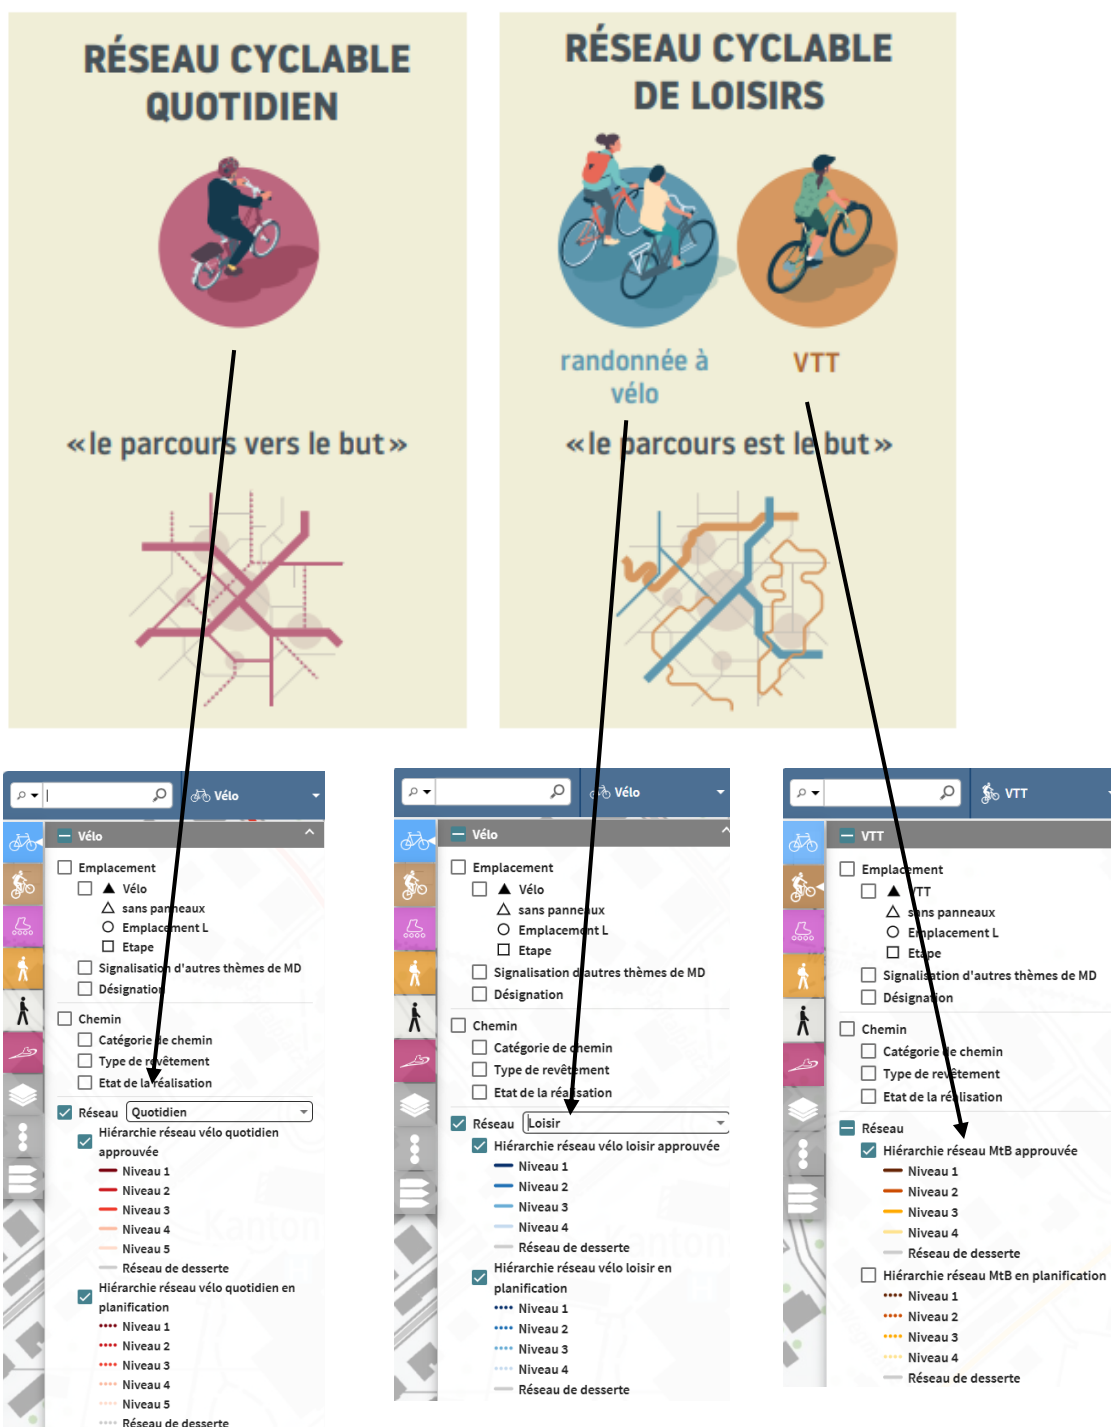 RÉSEAU CYCLABLE
QUOTIDIEN
«le parcours vers le but»
RÉSEAU CYCLABLE
DE LOISIRS
randonnée à
vélo
VTT
«le parcours est le but»
Vélo
Vélo
Emplacement
Vélo
sans panneaux
Emplacement L
Etape
Signalisation d'autres thèmes de MD
Désignation
Chemin
Catégorie de chemin
Type de revêtement
Etat de la réalisation
Réseau Quotidien
Hiérarchie réseau vélo quotidien
approuvée
Niveau 1
Niveau 2
Niveau 3
Niveau 4
Niveau 5
Réseau de desserte
Hiérarchie réseau vélo quotidien en
planification
Niveau 1
Niveau 2
Niveau 3
Niveau 4
Niveau 5
Réseau de desserte
Kanton
Vélo
Vélo
Emplacement
Vélo
sans panneaux
Emplacement L
Etape
Signalisation d'autres thèmes de MD
Désignation
Chemin
Catégorie de chemin
Type de revêtement
Etat de la réalisation
Réseau Loisir
Hiérarchie réseau vélo loisir approuvée
Niveau 1
Niveau 2
Niveau 3
Niveau 4
Réseau de desserte
Hiérarchie réseau vélo loisir en
planification
Niveau 1
Niveau 2
Niveau 3
Niveau 4
Réseau de desserte
Kanton
VTT
VTT
Emplacement
VTT
sans panneaux
Emplacement L
Etape
Signalisation d'autres thèmes de MD
Désignation
Chemin
Catégorie de chemin
Type de revêtement
Etat de la réalisation
Réseau
Hiérarchie réseau MtB approuvée
Niveau 1
Niveau 2
Niveau 3
Niveau 4
Réseau de desserte
Hiérarchie réseau MtB en planification
Niveau 1
Niveau 2
Niveau 3
Niveau 4
Réseau de desserte